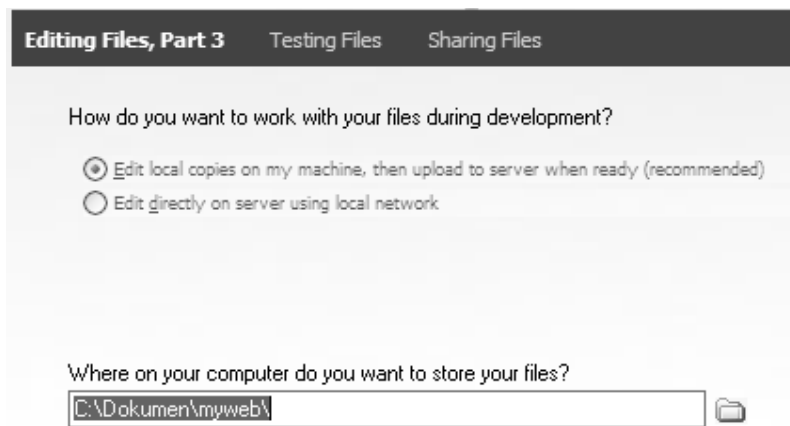 Editing Files, Part 3 Testing Files Sharing Files
How do you want to work with your files during development?
Edit local copies on my machine, then upload to server when ready (recommended)
Edit directly on server using local network
Where on your computer do you want to store your files?
C:\Dokumen\myweb\